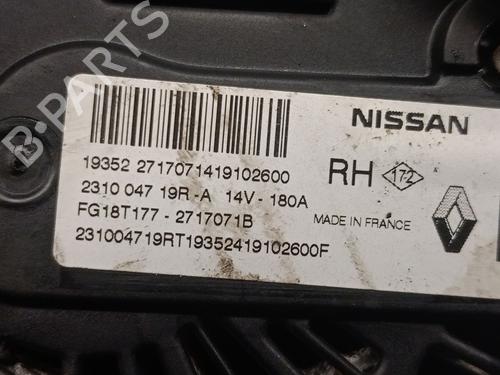 B-PARTS
NISSAN
19352 2717071419102600
RH 172
2310 047 19R-A 14V-180A
FG18T177 - 2717071B
MADE IN FRANCE
231004719RT19352419102600F